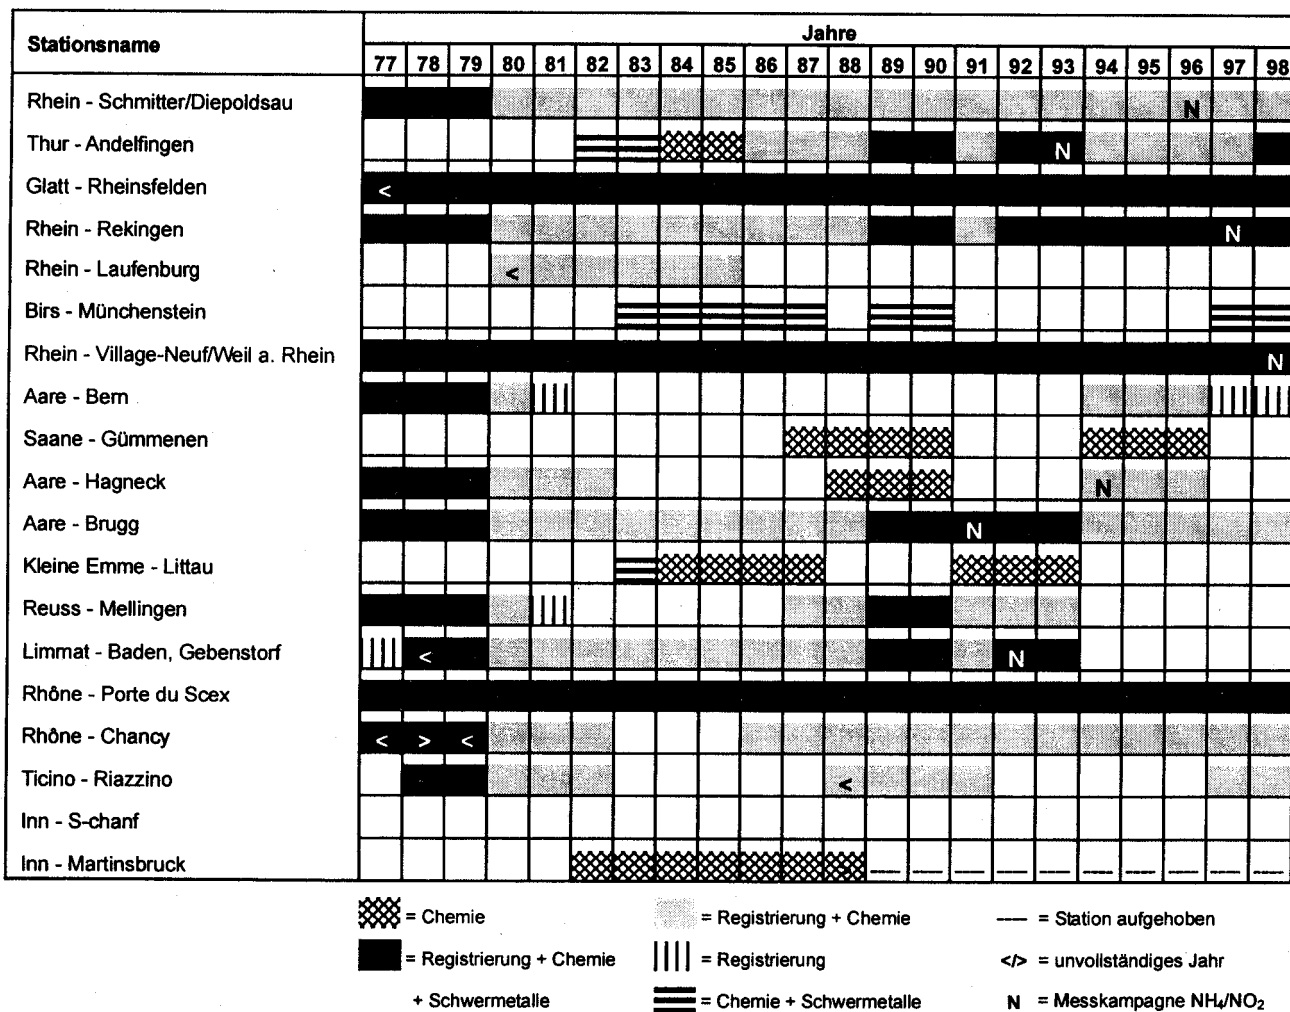 Stationsname
Jahre
77 78 79 80 81 82 83 84 85 86 87 88 89 90 91 92 93 94 95 96 97 98
Rhein - Schmitter/Diepoldsau N
Thur - Andelfingen N
Glatt - Rheinsfelden <
Rhein - Rekingen N
Rhein - Laufenburg <
Birs - Münchenstein
Rhein - Village-Neuf/Weil a. Rhein N
Aare - Bern
Saane - Gümmenen
Aare - Hagneck N
Aare - Brugg N
Kleine Emme - Littau
Reuss - Mellingen
Limmat - Baden, Gebenstorf < N
Rhône - Porte du Scex
Rhône - Chancy < > <
Ticino - Riazzino <
Inn - S-chanf
Inn - Martinsbruck
= Chemie = Registrierung + Chemie ---- = Station aufgehoben
= Registrierung + Chemie = Registrierung </> = unvollständiges Jahr
+ Schwermetalle = Chemie + Schwermetalle N = Messkampagne NH₄/NO₂